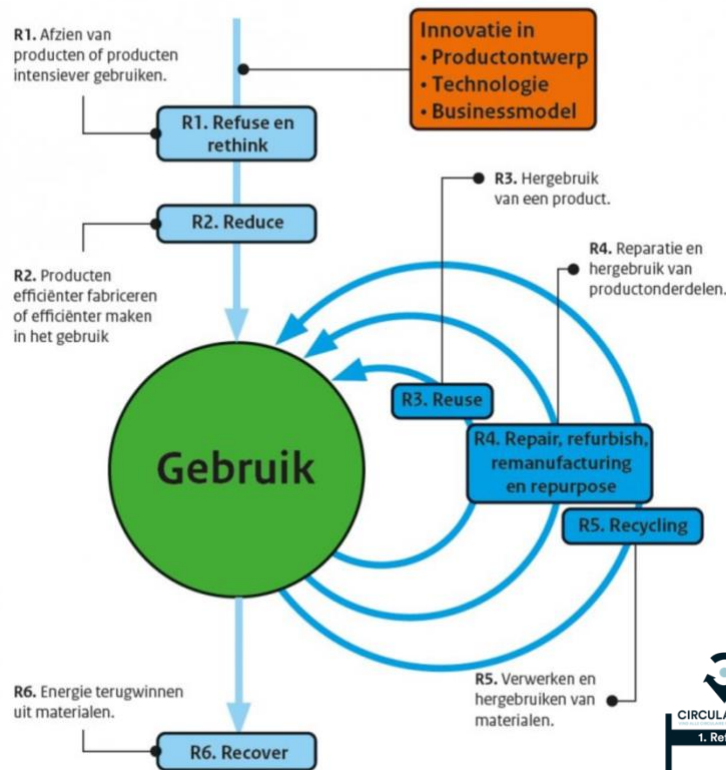 R1. Afzien van
producten of producten
intensiever gebruiken.
Innovatie in
• Productontwerp
• Technologie
• Businessmodel
R1. Refuse en
rethink
R3. Hergebruik
van een product.
R2. Reduce
R4. Reparatie en
hergebruik van
productonderdelen.
R2. Producten
efficiënter fabriceren
of efficiënter maken
in het gebruik
R3. Reuse
Gebruik
R4. Repair, refurbish,
remanufacturing
en repurpose
R5. Recycling
R6. Energie terugwinnen
uit materialen.
R5. Verwerken en
hergebruiken van
materialen.
R6. Recover